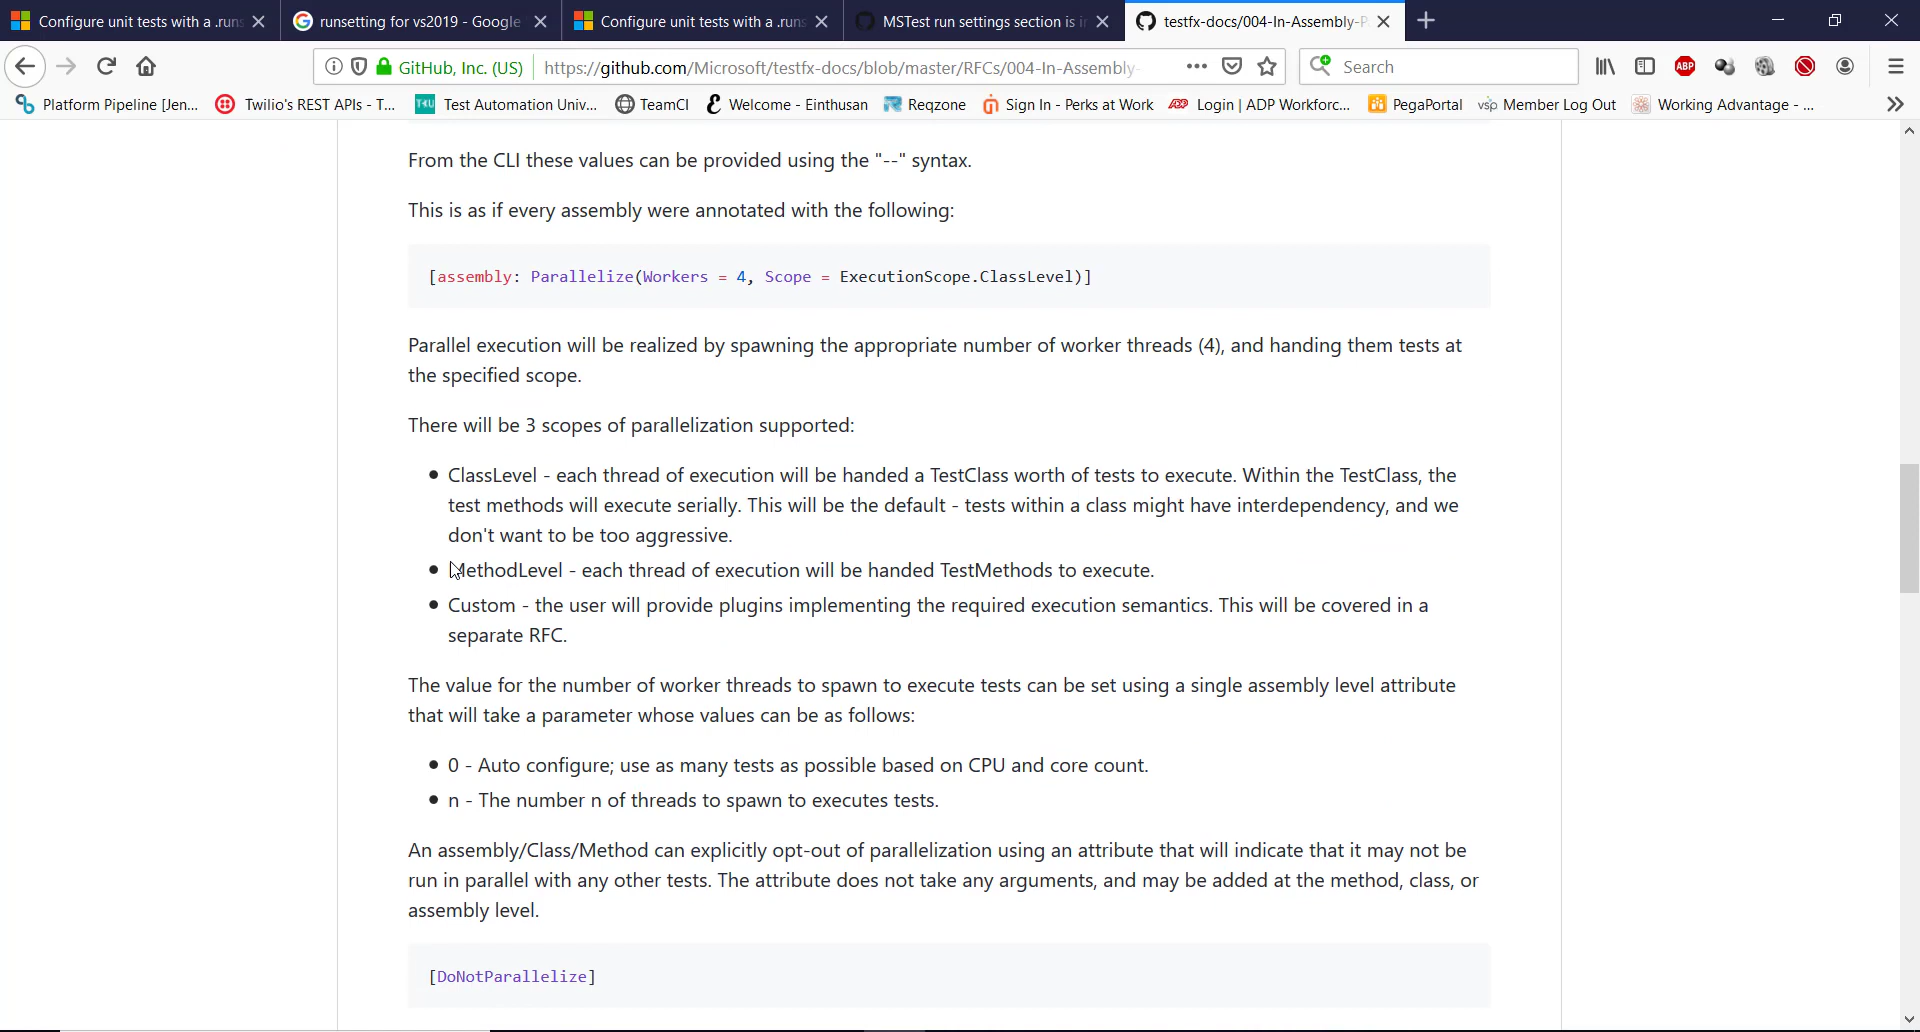 Configure unit tests with a .runs
runsetting for vs2019 - Google
Configure unit tests with a .runs
MSTest run settings section is i
testfx-docs/004-In-Assembly-P
GitHub, Inc. (US)
https://github.com/Microsoft/testfx-docs/blob/master/RFCs/004-In-Assembly-
Search
Platform Pipeline [Jen...
Twilio's REST APIs - T...
Test Automation Univ...
TeamCI
Welcome - Einthusan
Reqzone
Sign In - Perks at Work
Login | ADP Workforc...
PegaPortal
vsp Member Log Out
Working Advantage - ...
From the CLI these values can be provided using the "--" syntax.
This is as if every assembly were annotated with the following:
[assembly: Parallelize(Workers = 4, Scope = ExecutionScope.ClassLevel)]
Parallel execution will be realized by spawning the appropriate number of worker threads (4), and handing them tests at
the specified scope.
There will be 3 scopes of parallelization supported:
ClassLevel - each thread of execution will be handed a TestClass worth of tests to execute. Within the TestClass, the
test methods will execute serially. This will be the default - tests within a class might have interdependency, and we
don't want to be too aggressive.
MethodLevel - each thread of execution will be handed TestMethods to execute.
Custom - the user will provide plugins implementing the required execution semantics. This will be covered in a
separate RFC.
The value for the number of worker threads to spawn to execute tests can be set using a single assembly level attribute
that will take a parameter whose values can be as follows:
0 - Auto configure; use as many tests as possible based on CPU and core count.
n - The number n of threads to spawn to executes tests.
An assembly/Class/Method can explicitly opt-out of parallelization using an attribute that will indicate that it may not be
run in parallel with any other tests. The attribute does not take any arguments, and may be added at the method, class, or
assembly level.
[DoNotParallelize]